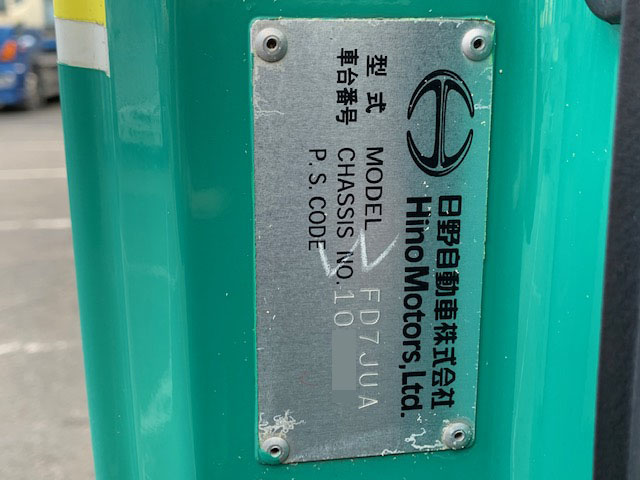 日野自動車株式会社
Hino Motors, Ltd.
型式 MODEL FD7JUA
車台番号 CHASSIS NO. 10
P. S. CODE